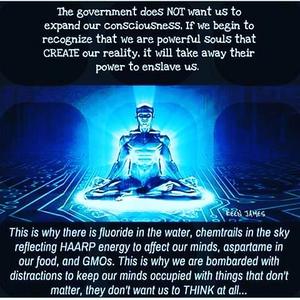 The government does NOT want us to
expand our consciousness. If we begin to
recognize that we are powerful souls that
CREATE our reality. it will take away their
power to enslave us.
REEN JAMES
This is why there is fluoride in the water, chemtrails in the sky
reflecting HAARP energy to affect our minds, aspartame in
our food, and GMOs. This is why we are bombarded with
distractions to keep our minds occupied with things that don't
matter, they don't want us to THINK at all...